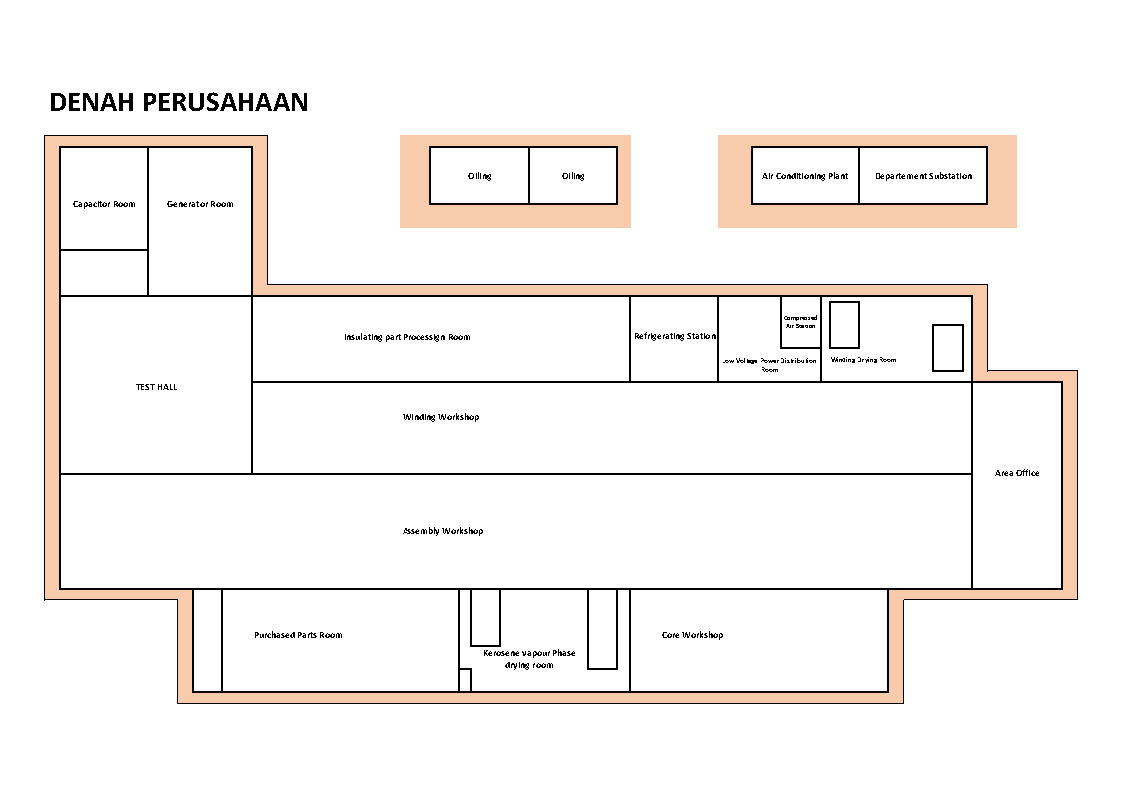 DENAH PERUSAHAAN
Capacitor Room
Generator Room
Oiling
Oiling
Air Conditioning Plant
Departement Substation
Insulating part Processign Room
Refrigerating Station
Compressed
Air Station
Low Voltage Power Distribution
Room
Winding Drying Room
TEST HALL
Winding Workshop
Area Office
Assembly Workshop
Purchased Parts Room
Kerosene vapour Phase
drying room
Core Workshop